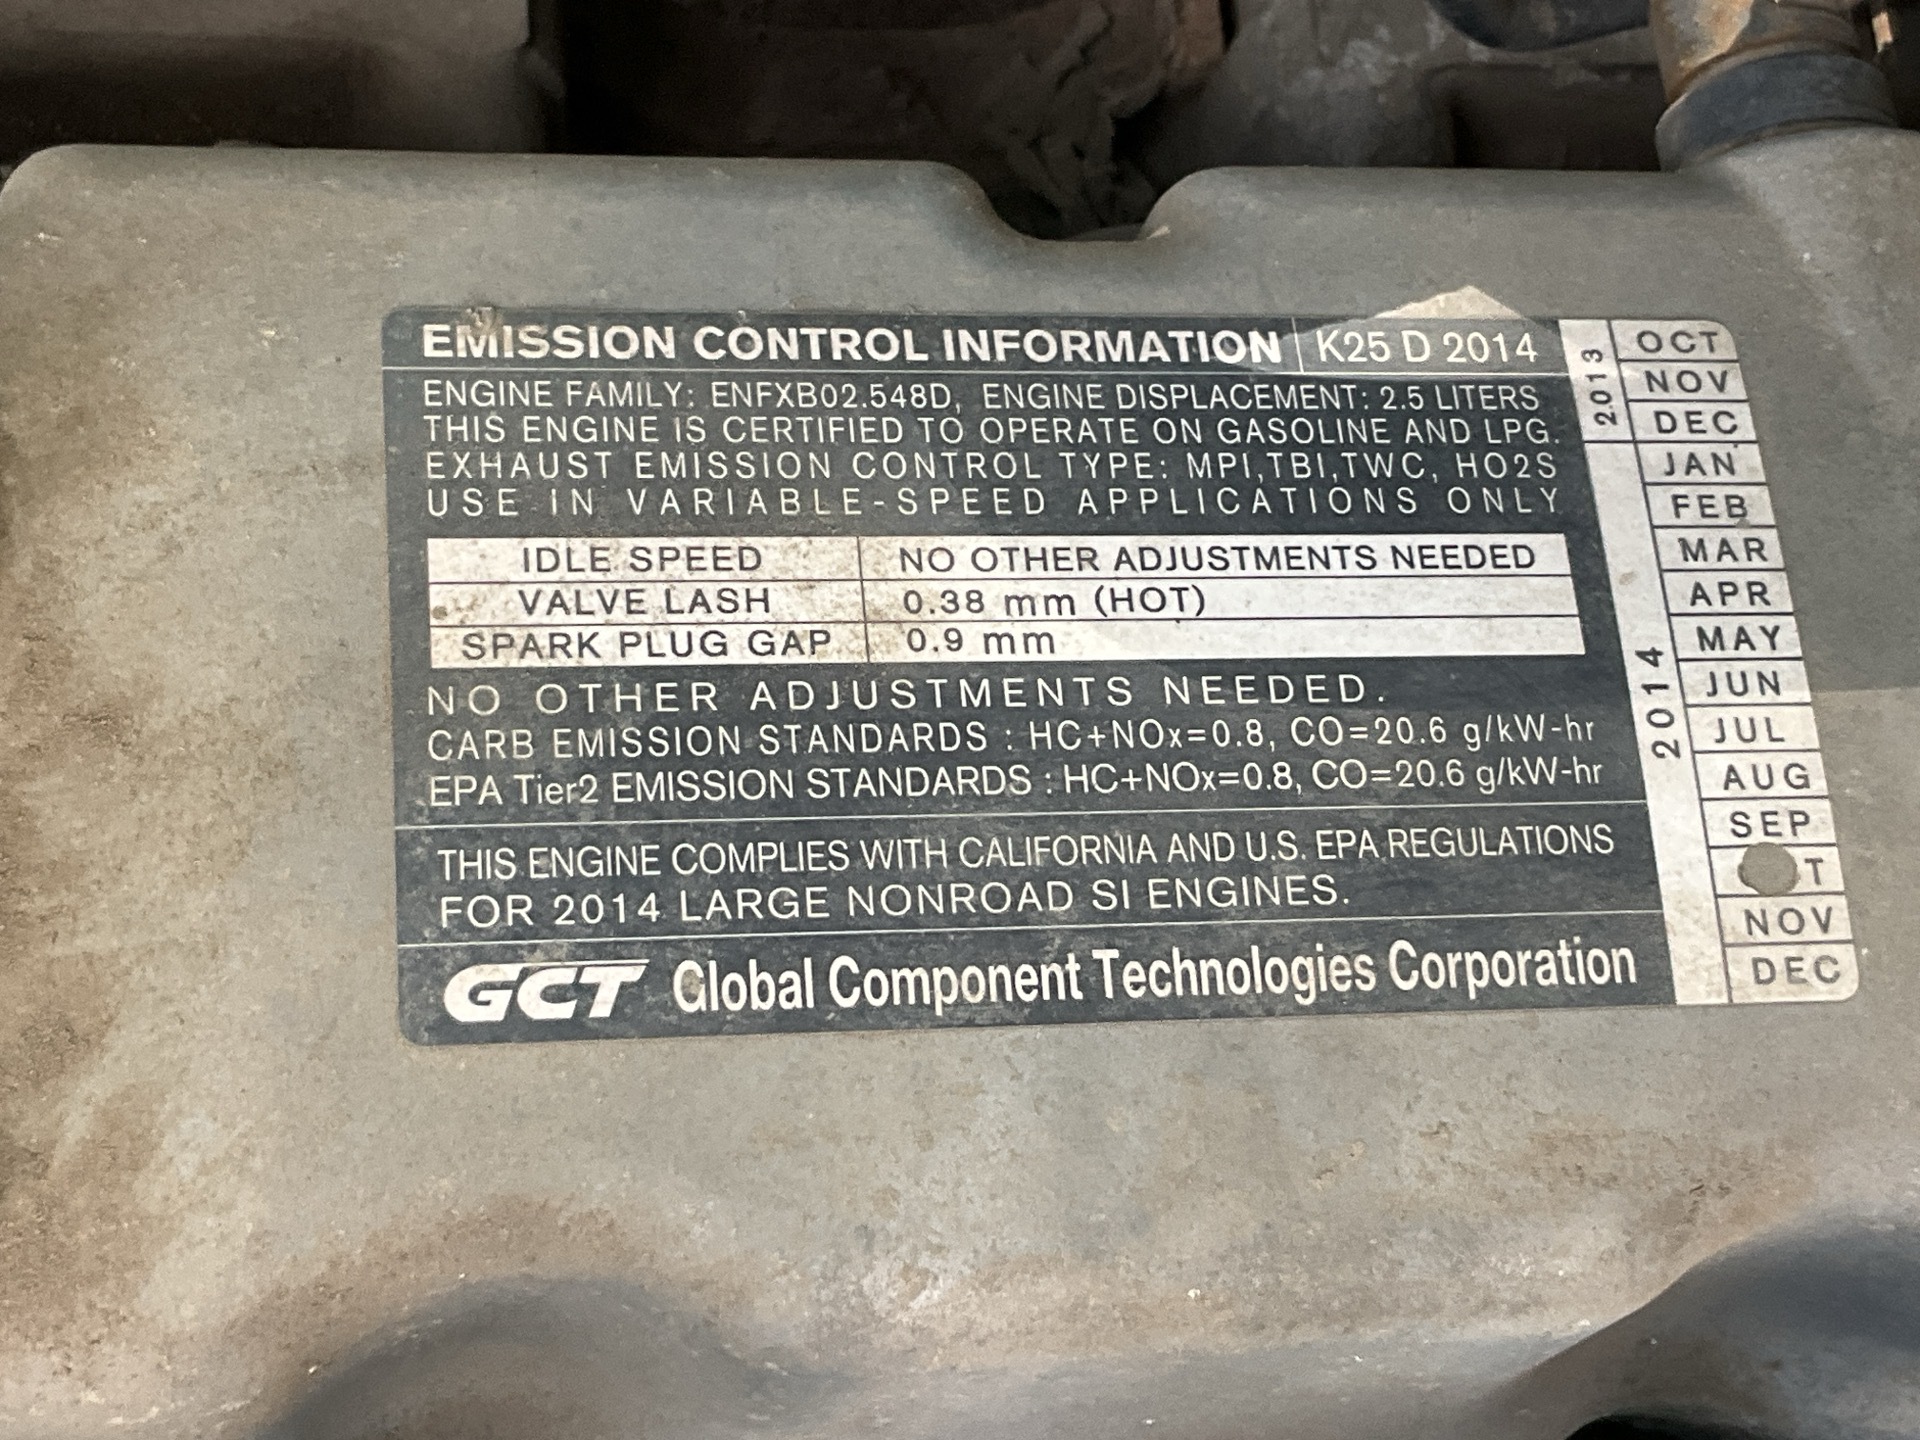 EMISSION CONTROL INFORMATION K25 D 2014
ENGINE FAMILY: ENFXB02.548D, ENGINE DISPLACEMENT: 2.5 LITERS
THIS ENGINE IS CERTIFIED TO OPERATE ON GASOLINE AND LPG.
EXHAUST EMISSION CONTROL TYPE: MPI,TBI,TWC, HO2S
USE IN VARIABLE-SPEED APPLICATIONS ONLY
IDLE SPEED NO OTHER ADJUSTMENTS NEEDED
VALVE LASH 0.38 mm (HOT)
SPARK PLUG GAP 0.9 mm
NO OTHER ADJUSTMENTS NEEDED.
CARB EMISSION STANDARDS : HC+NOx=0.8, CO=20.6 g/kW-hr
EPA Tier2 EMISSION STANDARDS : HC+NOx=0.8, CO=20.6 g/kW-hr
THIS ENGINE COMPLIES WITH CALIFORNIA AND U.S. EPA REGULATIONS
FOR 2014 LARGE NONROAD SI ENGINES.
GCT Global Component Technologies Corporation
2013
OCT
NOV
DEC
2014
JAN
FEB
MAR
APR
MAY
JUN
JUL
AUG
SEP
T
NOV
DEC